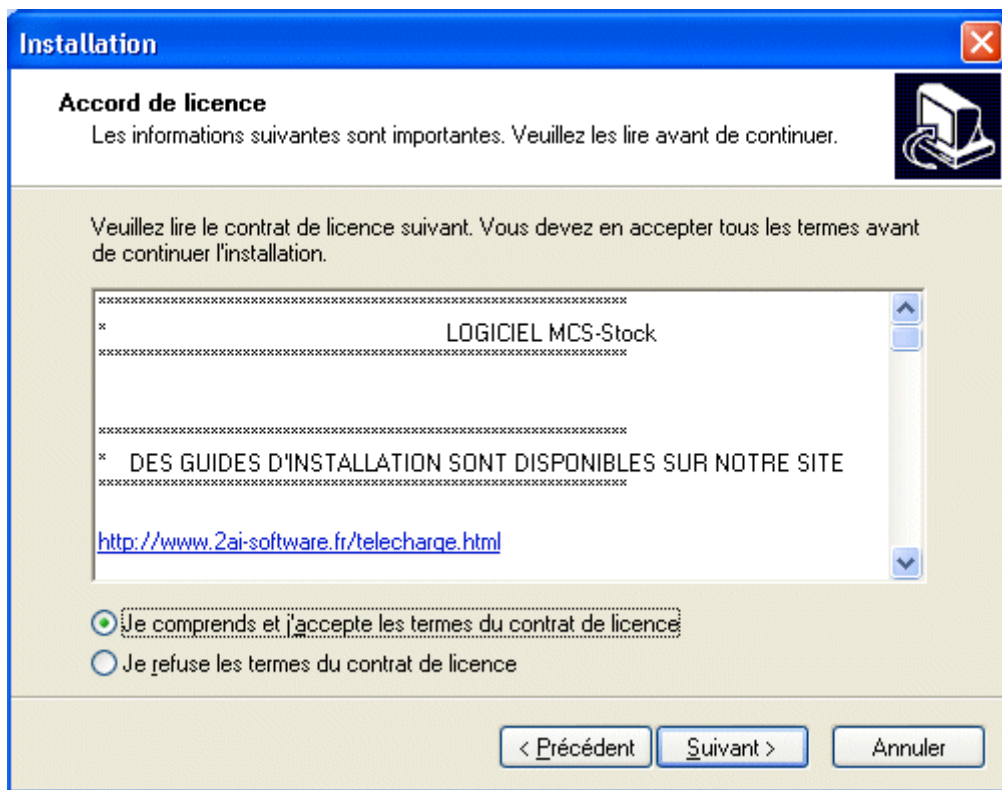 Installation
Accord de licence
Les informations suivantes sont importantes. Veuillez les lire avant de continuer.
Veuillez lire le contrat de licence suivant. Vous devez en accepter tous les termes avant
de continuer l'installation.
******************************************************************
* LOGICIEL MCS-Stock
******************************************************************
******************************************************************
* DES GUIDES D'INSTALLATION SONT DISPONIBLES SUR NOTRE SITE
******************************************************************
http://www.2ai-software.fr/telecharge.html
Je comprends et j'accepte les termes du contrat de licence
Je refuse les termes du contrat de licence
< Précédent Suivant > Annuler